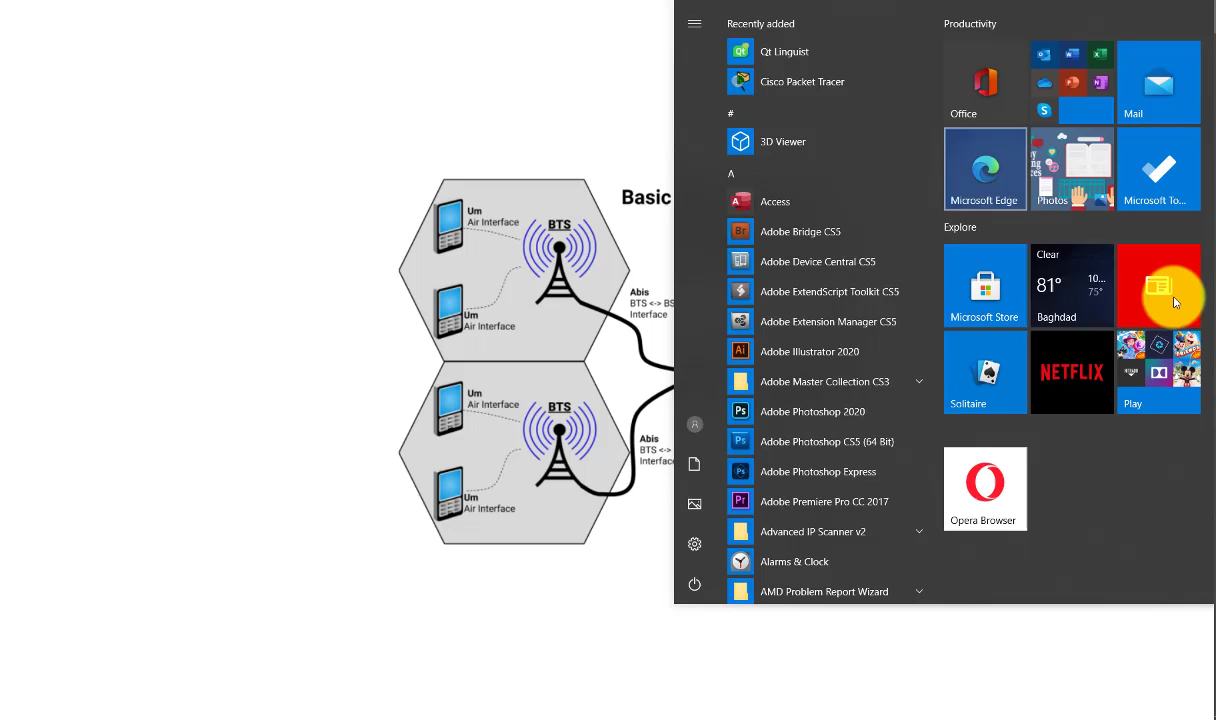 Basic
Um
Air Interface
BTS
Um
Air Interface
Abis
BTS <-> BS
Interface
Um
Air Interface
BTS
Um
Air Interface
Abis
BTS <->
Interface
Recently added
Qt Linguist
Cisco Packet Tracer
#
3D Viewer
A
Access
Adobe Bridge CS5
Adobe Device Central CS5
Adobe ExtendScript Toolkit CS5
Adobe Extension Manager CS5
Adobe Illustrator 2020
Adobe Master Collection CS3
Adobe Photoshop 2020
Adobe Photoshop CS5 (64 Bit)
Adobe Photoshop Express
Adobe Premiere Pro CC 2017
Advanced IP Scanner v2
Alarms & Clock
AMD Problem Report Wizard
Productivity
Office
Mail
Microsoft Edge
Photos
Microsoft To...
Explore
Microsoft Store
Clear
81° 10...
75°
Baghdad
Solitaire
NETFLIX
Play
Opera Browser